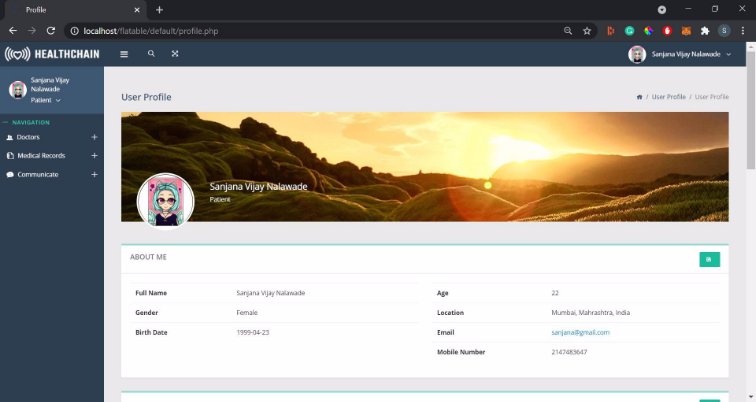 Profile
localhost/flatable/default/profile.php
S
HEALTHCHAIN
Sanjana Vijay Nalawade
Sanjana Vijay
Nalawade
Patient
NAVIGATION
Doctors
Medical Records
Communicate
User Profile
/ User Profile / User Profile
Sanjana Vijay Nalawade
Patient
ABOUT ME
Full Name Sanjana Vijay Nalawade
Age 22
Gender Female
Location Mumbai, Mahrashtra, India
Birth Date 1999-04-23
Email sanjana@gmail.com
Mobile Number 2147483647